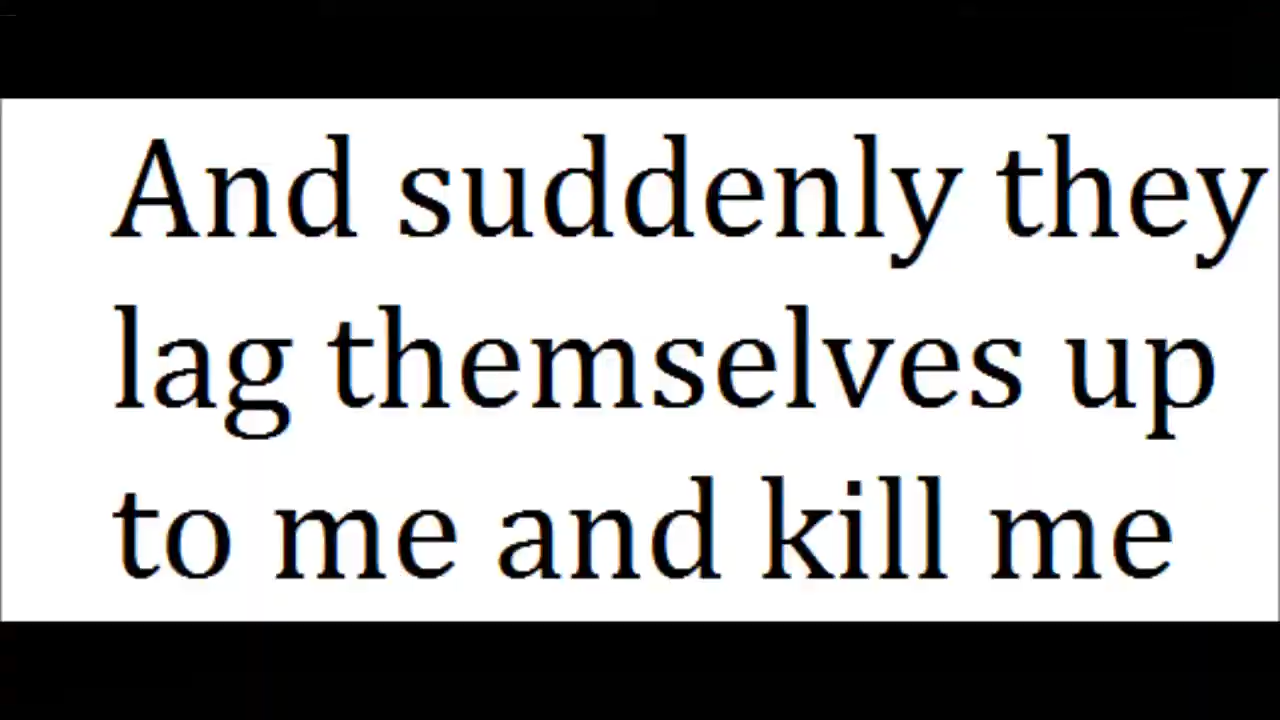 And suddenly they
lag themselves up
to me and kill me